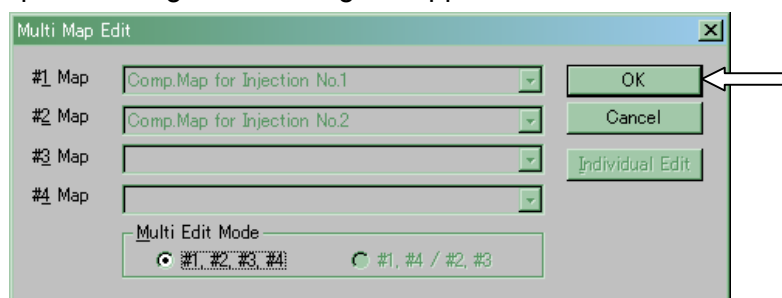 Multi Map Edit
#1 Map Comp.Map for Injection No.1 OK
#2 Map Comp.Map for Injection No.2 Cancel
#3 Map Individual Edit
#4 Map
Multi Edit Mode
#1, #2, #3, #4 #1, #4 / #2, #3